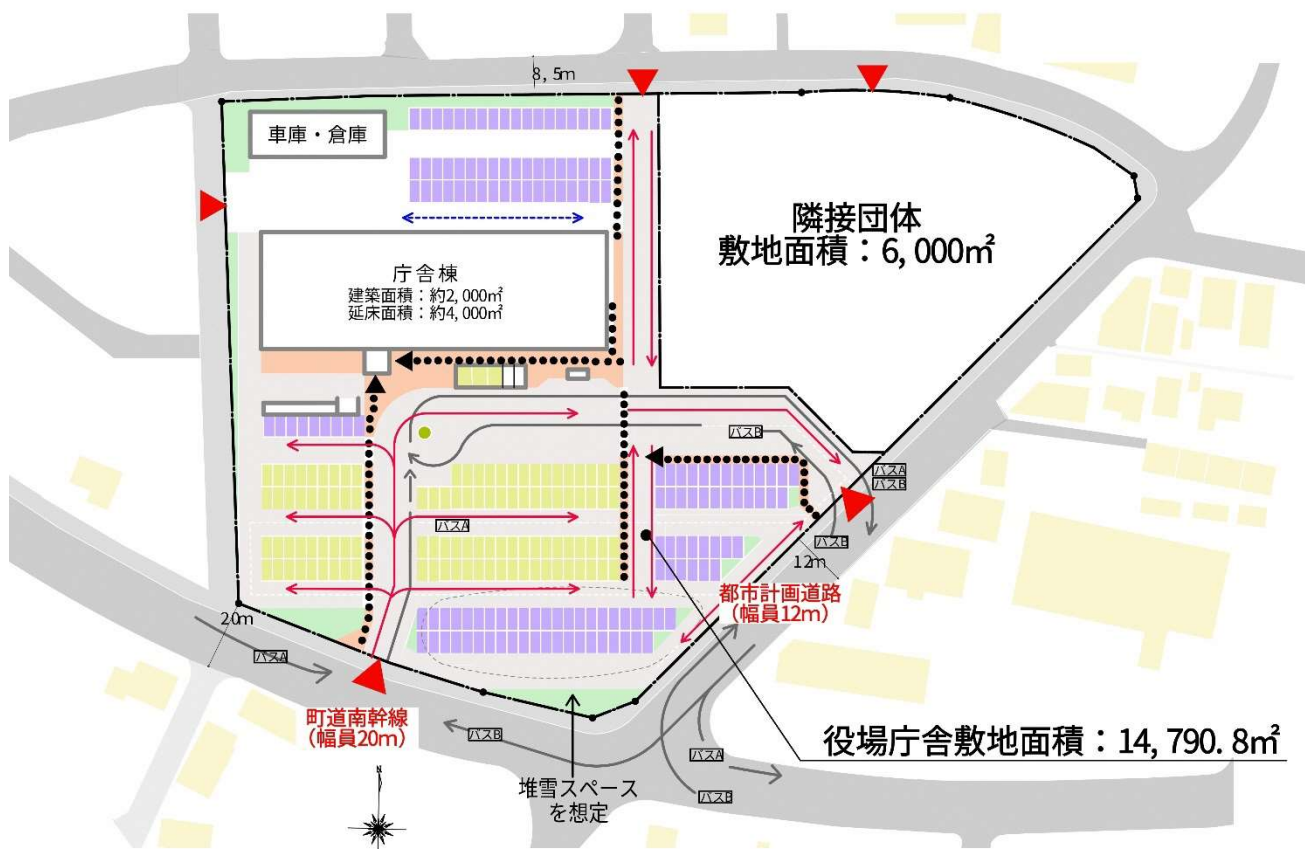 8,5m
車庫・倉庫
隣接団体
敷地面積：6,000㎡
庁舎棟
建築面積：約2,000㎡
延床面積：約4,000㎡
バスB
バスA
バスB
バスA
バスB
12m
都市計画道路
（幅員12m）
20m
バスA
町道南幹線
（幅員20m）
バスB
バスA
バスB
役場庁舎敷地面積：14,790.8㎡
堆雪スペース
を想定
N